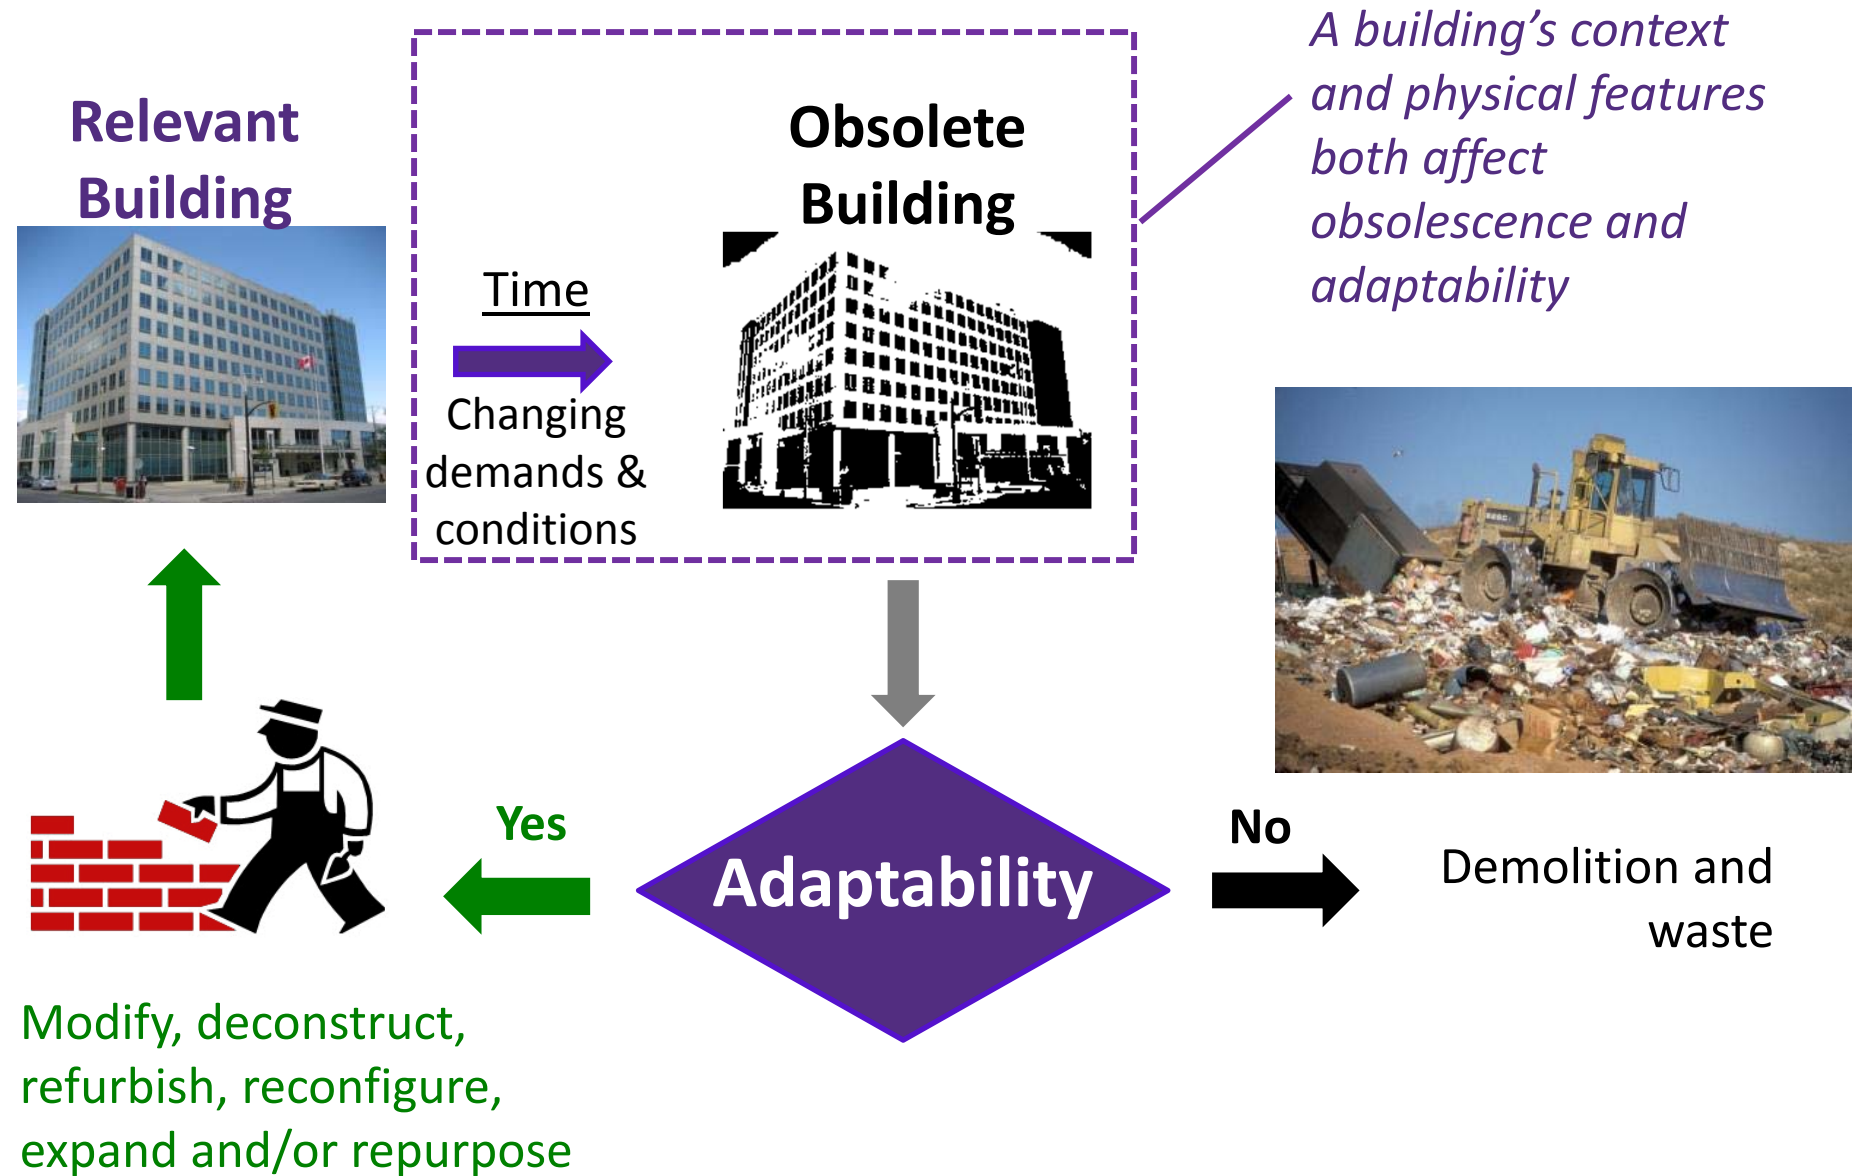 Relevant
Building
Time
Changing
demands &
conditions
Obsolete
Building
A building’s context
and physical features
both affect
obsolescence and
adaptability
Adaptability
Yes
No
Demolition and
waste
Modify, deconstruct,
refurbish, reconfigure,
expand and/or repurpose